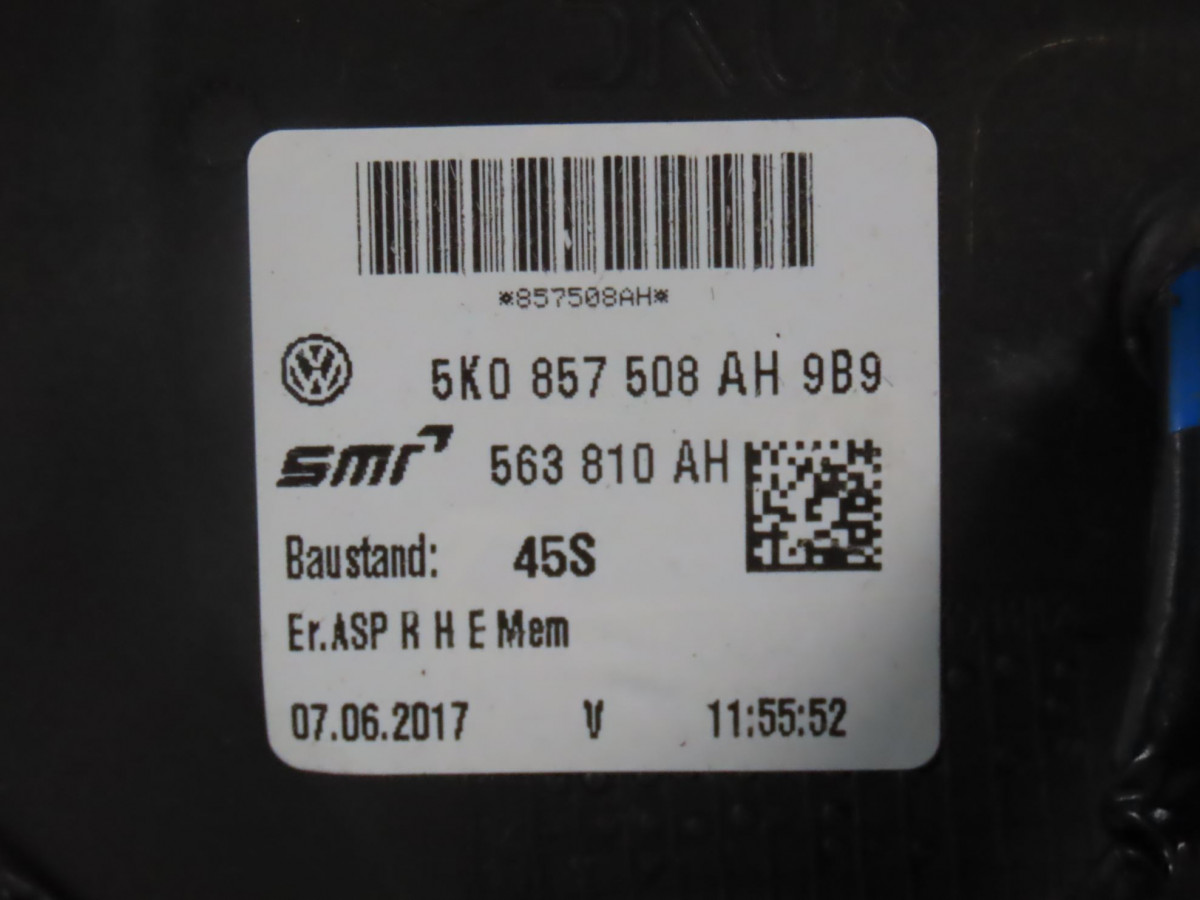 *857508AH*
5K0 857 508 AH 9B9
smr 563 810 AH
Baustand: 45S
Er.ASP R H E Mem
07.06.2017 V 11:55:52